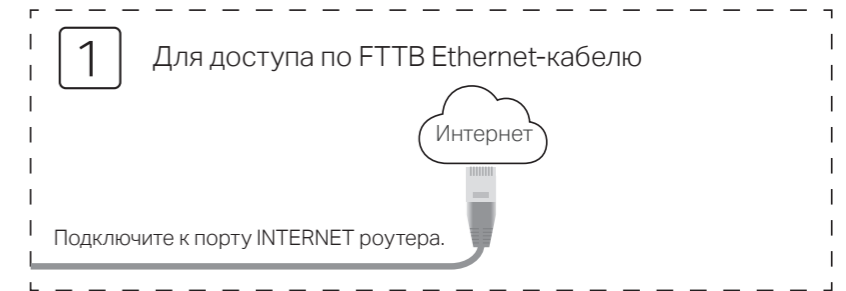 1
Для доступа по FTTB Ethernet-кабелю
Интернет
Подключите к порту INTERNET роутера.